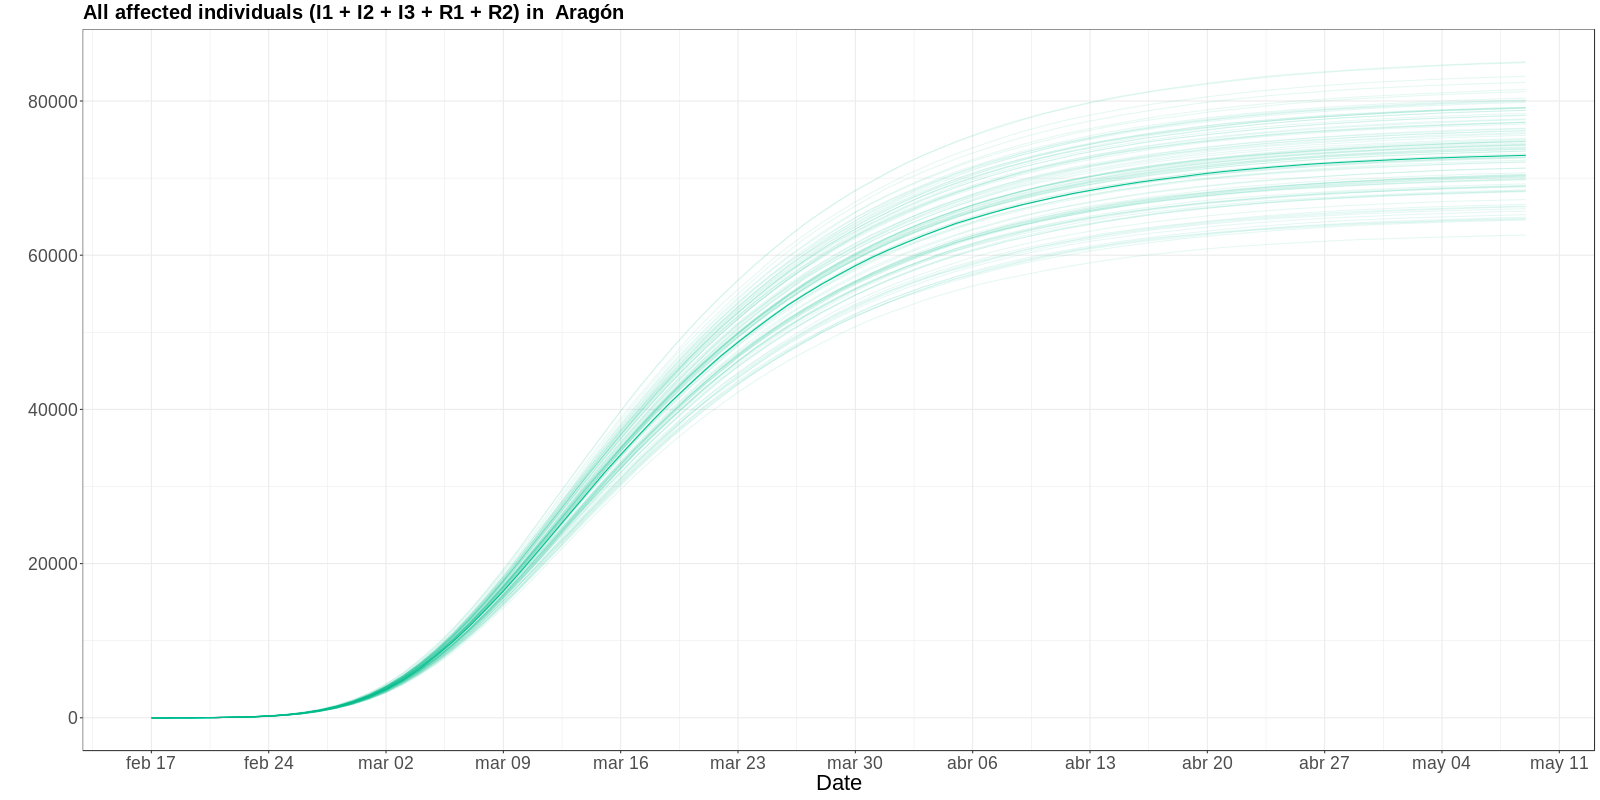 All affected individuals (I1 + I2 + I3 + R1 + R2) in  Aragón
80000
60000
40000
20000
0
feb 17 feb 24 mar 02 mar 09 mar 16 mar 23 mar 30 abr 06 abr 13 abr 20 abr 27 may 04 may 11
Date